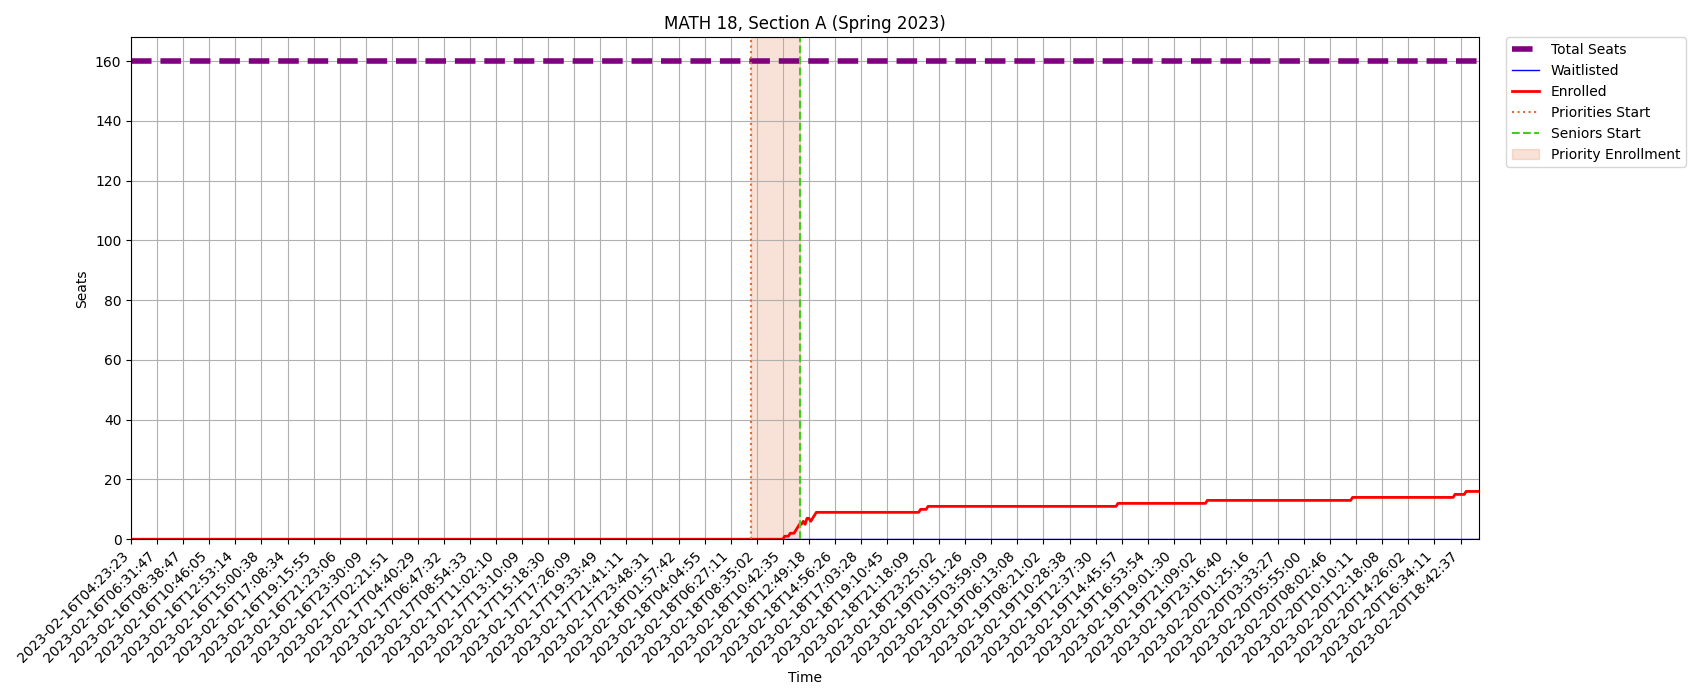 MATH 18, Section A (Spring 2023)
Total Seats
Waitlisted
Enrolled
Priorities Start
Seniors Start
Priority Enrollment
Seats
160
140
120
100
80
60
40
20
0
2023-02-16T04:23:23
2023-02-16T06:31:47
2023-02-16T08:38:47
2023-02-16T10:46:05
2023-02-16T12:53:14
2023-02-16T15:00:38
2023-02-16T17:08:34
2023-02-16T19:15:55
2023-02-16T21:23:06
2023-02-16T23:30:09
2023-02-17T02:21:51
2023-02-17T04:40:29
2023-02-17T06:47:32
2023-02-17T08:54:33
2023-02-17T11:02:10
2023-02-17T13:10:09
2023-02-17T15:18:30
2023-02-17T17:26:09
2023-02-17T19:33:49
2023-02-17T21:41:11
2023-02-17T23:48:31
2023-02-18T01:57:42
2023-02-18T04:04:55
2023-02-18T06:27:11
2023-02-18T08:35:02
2023-02-18T10:42:35
2023-02-18T12:49:18
2023-02-18T14:56:26
2023-02-18T17:03:28
2023-02-18T19:10:45
2023-02-18T21:18:09
2023-02-18T23:25:02
2023-02-19T01:51:26
2023-02-19T03:59:09
2023-02-19T06:13:08
2023-02-19T08:21:02
2023-02-19T10:28:38
2023-02-19T12:37:30
2023-02-19T14:45:57
2023-02-19T16:53:54
2023-02-19T19:01:30
2023-02-19T21:09:02
2023-02-19T23:16:40
2023-02-20T01:25:16
2023-02-20T03:33:27
2023-02-20T05:55:00
2023-02-20T08:02:46
2023-02-20T10:10:11
2023-02-20T12:18:08
2023-02-20T14:26:02
2023-02-20T16:34:11
2023-02-20T18:42:37
Time